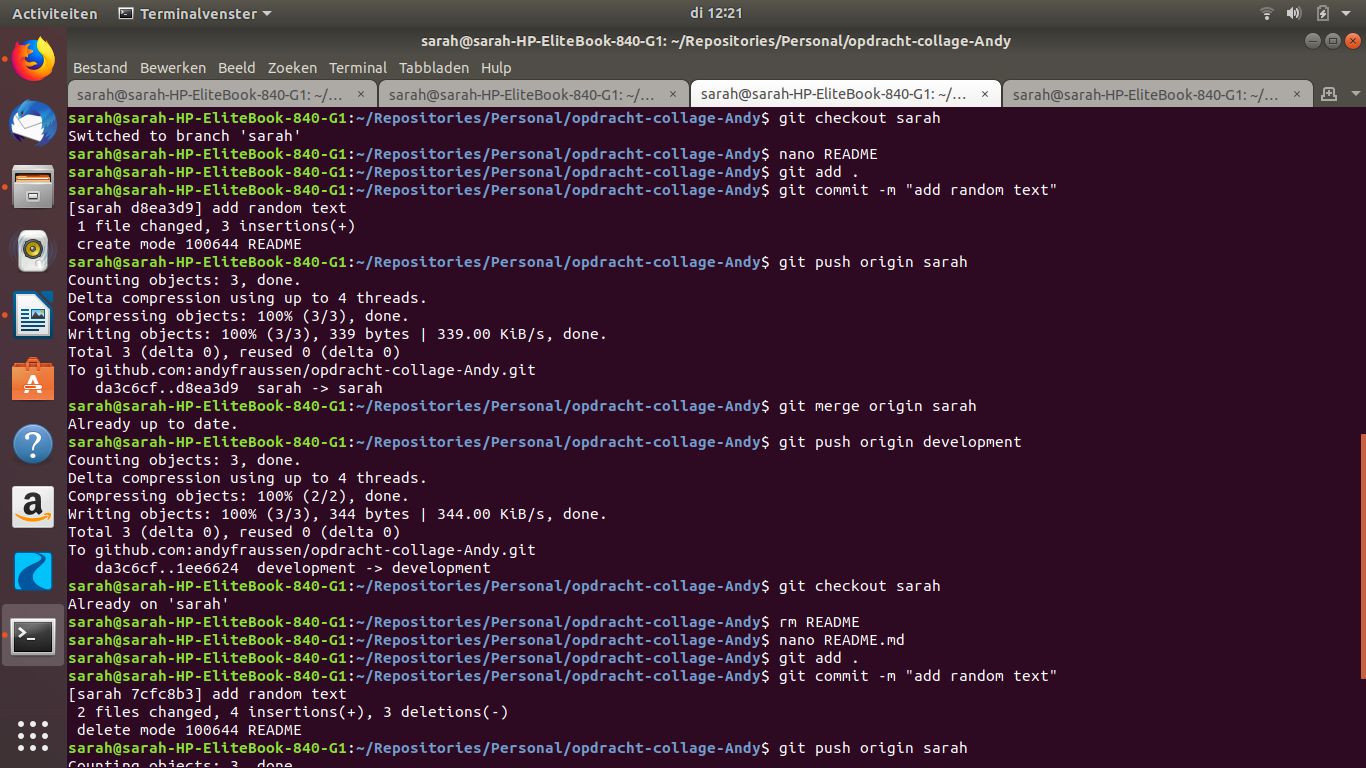 Activiteiten
Terminalvenster
di 12:21
sarah@sarah-HP-EliteBook-840-G1: ~/Repositories/Personal/opdracht-collage-Andy
Bestand Bewerken Beeld Zoeken Terminal Tabbladen Hulp
sarah@sarah-HP-EliteBook-840-G1: ~/... × sarah@sarah-HP-EliteBook-840-G1: ~/... × sarah@sarah-HP-EliteBook-840-G1: ~/... × sarah@sarah-HP-EliteBook-840-G1: ~/... ×
sarah@sarah-HP-EliteBook-840-G1:~/Repositories/Personal/opdracht-collage-Andy$ git checkout sarah
Switched to branch 'sarah'
sarah@sarah-HP-EliteBook-840-G1:~/Repositories/Personal/opdracht-collage-Andy$ nano README
sarah@sarah-HP-EliteBook-840-G1:~/Repositories/Personal/opdracht-collage-Andy$ git add .
sarah@sarah-HP-EliteBook-840-G1:~/Repositories/Personal/opdracht-collage-Andy$ git commit -m "add random text"
[sarah d8ea3d9] add random text
 1 file changed, 3 insertions(+)
 create mode 100644 README
sarah@sarah-HP-EliteBook-840-G1:~/Repositories/Personal/opdracht-collage-Andy$ git push origin sarah
Counting objects: 3, done.
Delta compression using up to 4 threads.
Compressing objects: 100% (3/3), done.
Writing objects: 100% (3/3), 339 bytes | 339.00 KiB/s, done.
Total 3 (delta 0), reused 0 (delta 0)
To github.com:andyfraussen/opdracht-collage-Andy.git
   da3c6cf..d8ea3d9  sarah -> sarah
sarah@sarah-HP-EliteBook-840-G1:~/Repositories/Personal/opdracht-collage-Andy$ git merge origin sarah
Already up to date.
sarah@sarah-HP-EliteBook-840-G1:~/Repositories/Personal/opdracht-collage-Andy$ git push origin development
Counting objects: 3, done.
Delta compression using up to 4 threads.
Compressing objects: 100% (2/2), done.
Writing objects: 100% (3/3), 344 bytes | 344.00 KiB/s, done.
Total 3 (delta 0), reused 0 (delta 0)
To github.com:andyfraussen/opdracht-collage-Andy.git
   da3c6cf..1ee6624  development -> development
sarah@sarah-HP-EliteBook-840-G1:~/Repositories/Personal/opdracht-collage-Andy$ git checkout sarah
Already on 'sarah'
sarah@sarah-HP-EliteBook-840-G1:~/Repositories/Personal/opdracht-collage-Andy$ rm README
sarah@sarah-HP-EliteBook-840-G1:~/Repositories/Personal/opdracht-collage-Andy$ nano README.md
sarah@sarah-HP-EliteBook-840-G1:~/Repositories/Personal/opdracht-collage-Andy$ git add .
sarah@sarah-HP-EliteBook-840-G1:~/Repositories/Personal/opdracht-collage-Andy$ git commit -m "add random text"
[sarah 7cfc8b3] add random text
 2 files changed, 4 insertions(+), 3 deletions(-)
 delete mode 100644 README
sarah@sarah-HP-EliteBook-840-G1:~/Repositories/Personal/opdracht-collage-Andy$ git push origin sarah
Counting objects: 3, done.